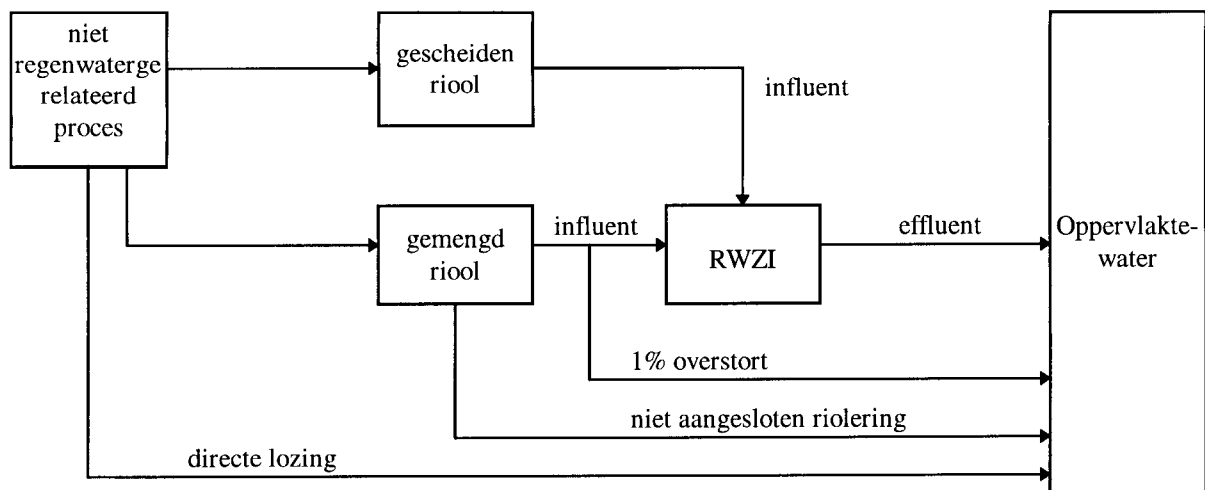 niet
regenwaterge
relateerd
proces
gescheiden
riool
influent
gemengd
riool
influent
RWZI
effluent
Oppervlakte-
water
1% overstort
niet aangesloten riolering
directe lozing